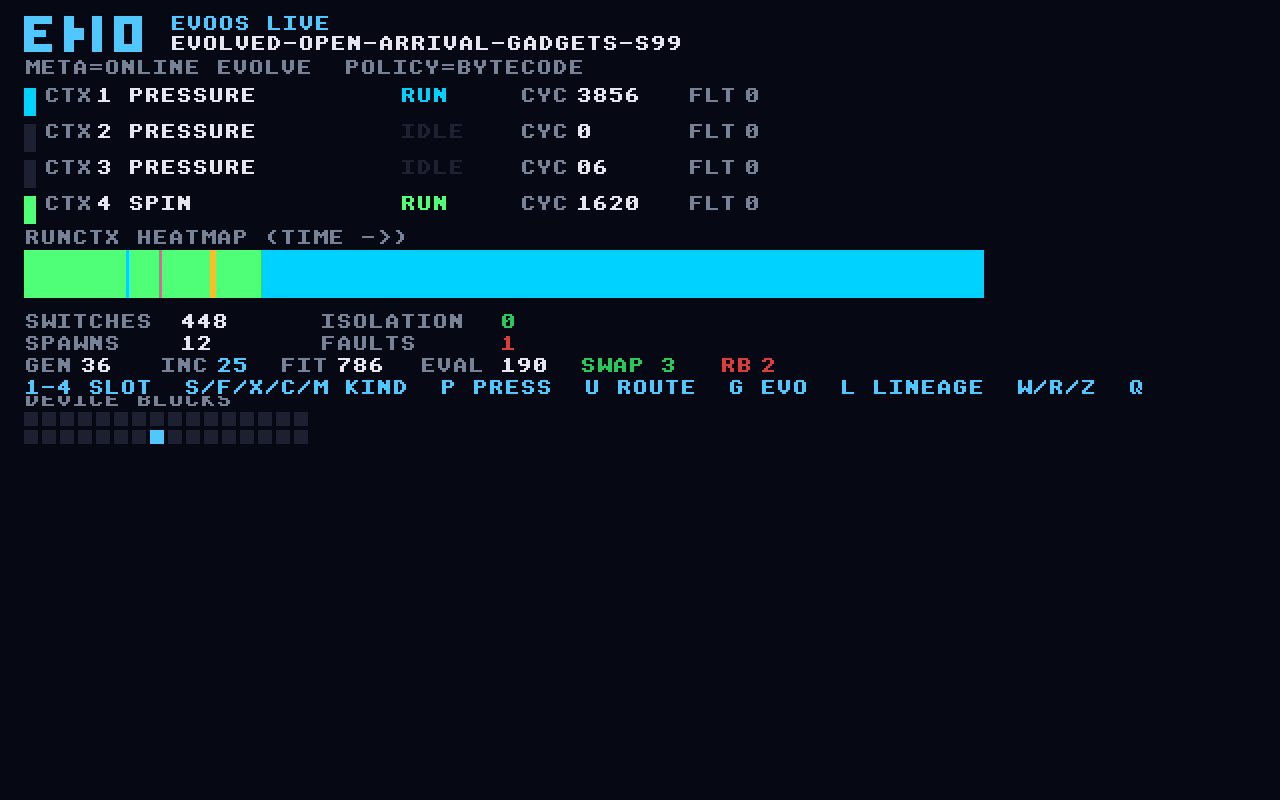 EVO EVOOS LIVE
EVOLVED-OPEN-ARRIVAL-GADGETS-S99
META=ONLINE EVOLVE POLICY=BYTECODE
CTX 1 PRESSURE RUN CYC 3856 FLT 0
CTX 2 PRESSURE IDLE CYC 0 FLT 0
CTX 3 PRESSURE IDLE CYC 06 FLT 0
CTX 4 SPIN RUN CYC 1620 FLT 0
RUNCTX HEATMAP (TIME ->)
SWITCHES 448 ISOLATION 0
SPAWNS 12 FAULTS 1
GEN 36 INC 25 FIT 786 EVAL 190 SWAP 3 RB 2
1-4 SLOT S/F/X/C/M KIND P PRESS U ROUTE G EVO L LINEAGE W/R/Z Q
DEVICE BLOCKS